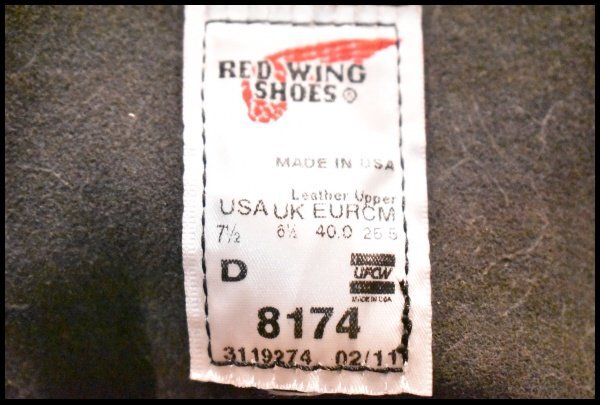 RED WING
SHOES®
MADE IN USA
Leather Upper
USA UK EUR CM
7½ 6½ 40.0 25.5
D
UFCW
MADE IN U.S.A.
8174
3119274 02/11